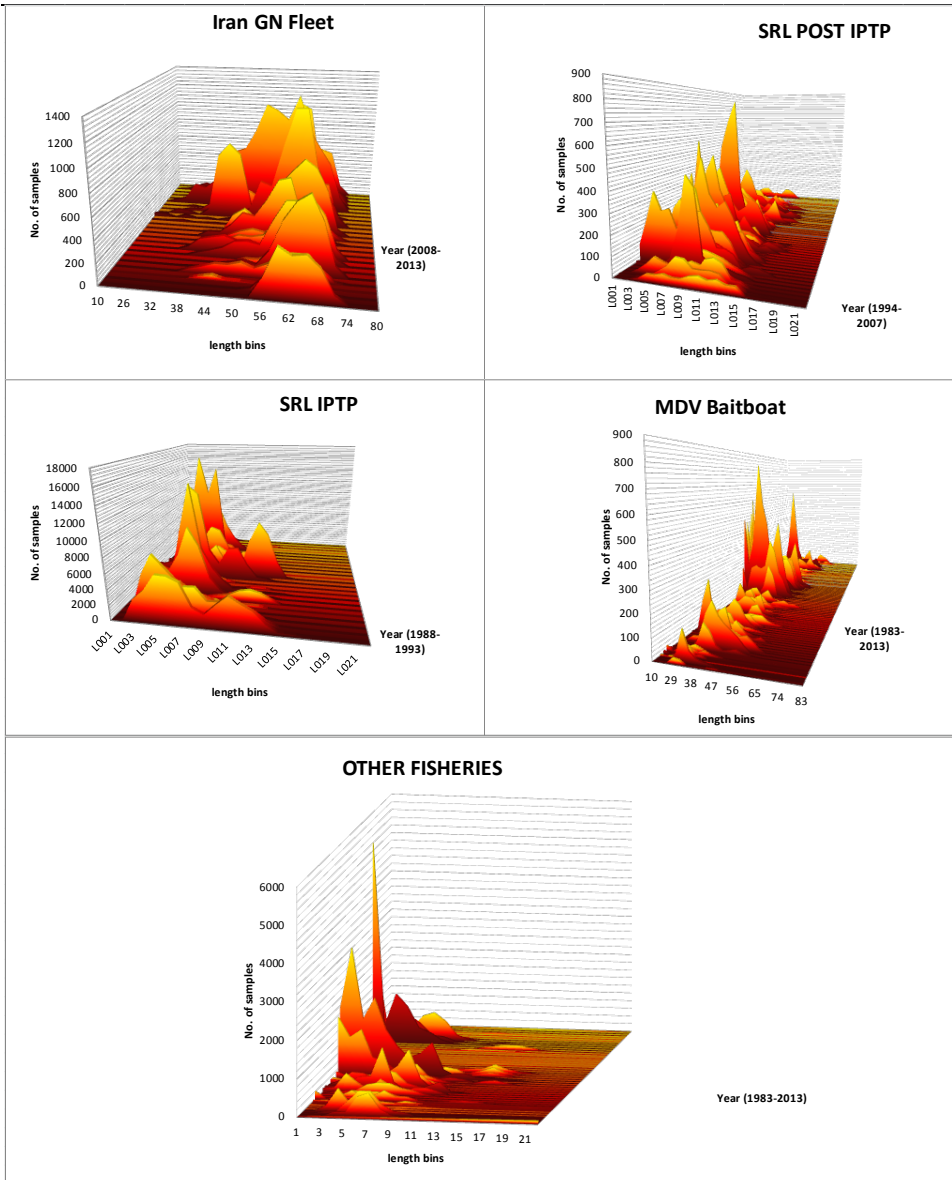 Iran GN Fleet
1400
1200
1000
800
600
400
200
0
No. of samples
10 26 32 38 44 50 56 62 68 74 80
length bins
Year (2008-
2013)
SRL POST IPTP
900
800
700
600
500
400
300
200
100
0
No. of samples
L001 L003 L005 L007 L009 L011 L013 L015 L017 L019 L021
length bins
Year (1994-
2007)
SRL IPTP
18000
16000
14000
12000
10000
8000
6000
4000
2000
0
No. of samples
L001 L003 L005 L007 L009 L011 L013 L015 L017 L019 L021
length bins
Year (1988-
1993)
MDV Baitboat
900
800
700
600
500
400
300
200
100
0
No. of samples
10 29 38 47 56 65 74 83
length bins
Year (1983-
2013)
OTHER FISHERIES
6000
5000
4000
3000
2000
1000
0
No. of samples
1 3 5 7 9 11 13 15 17 19 21
length bins
Year (1983-2013)